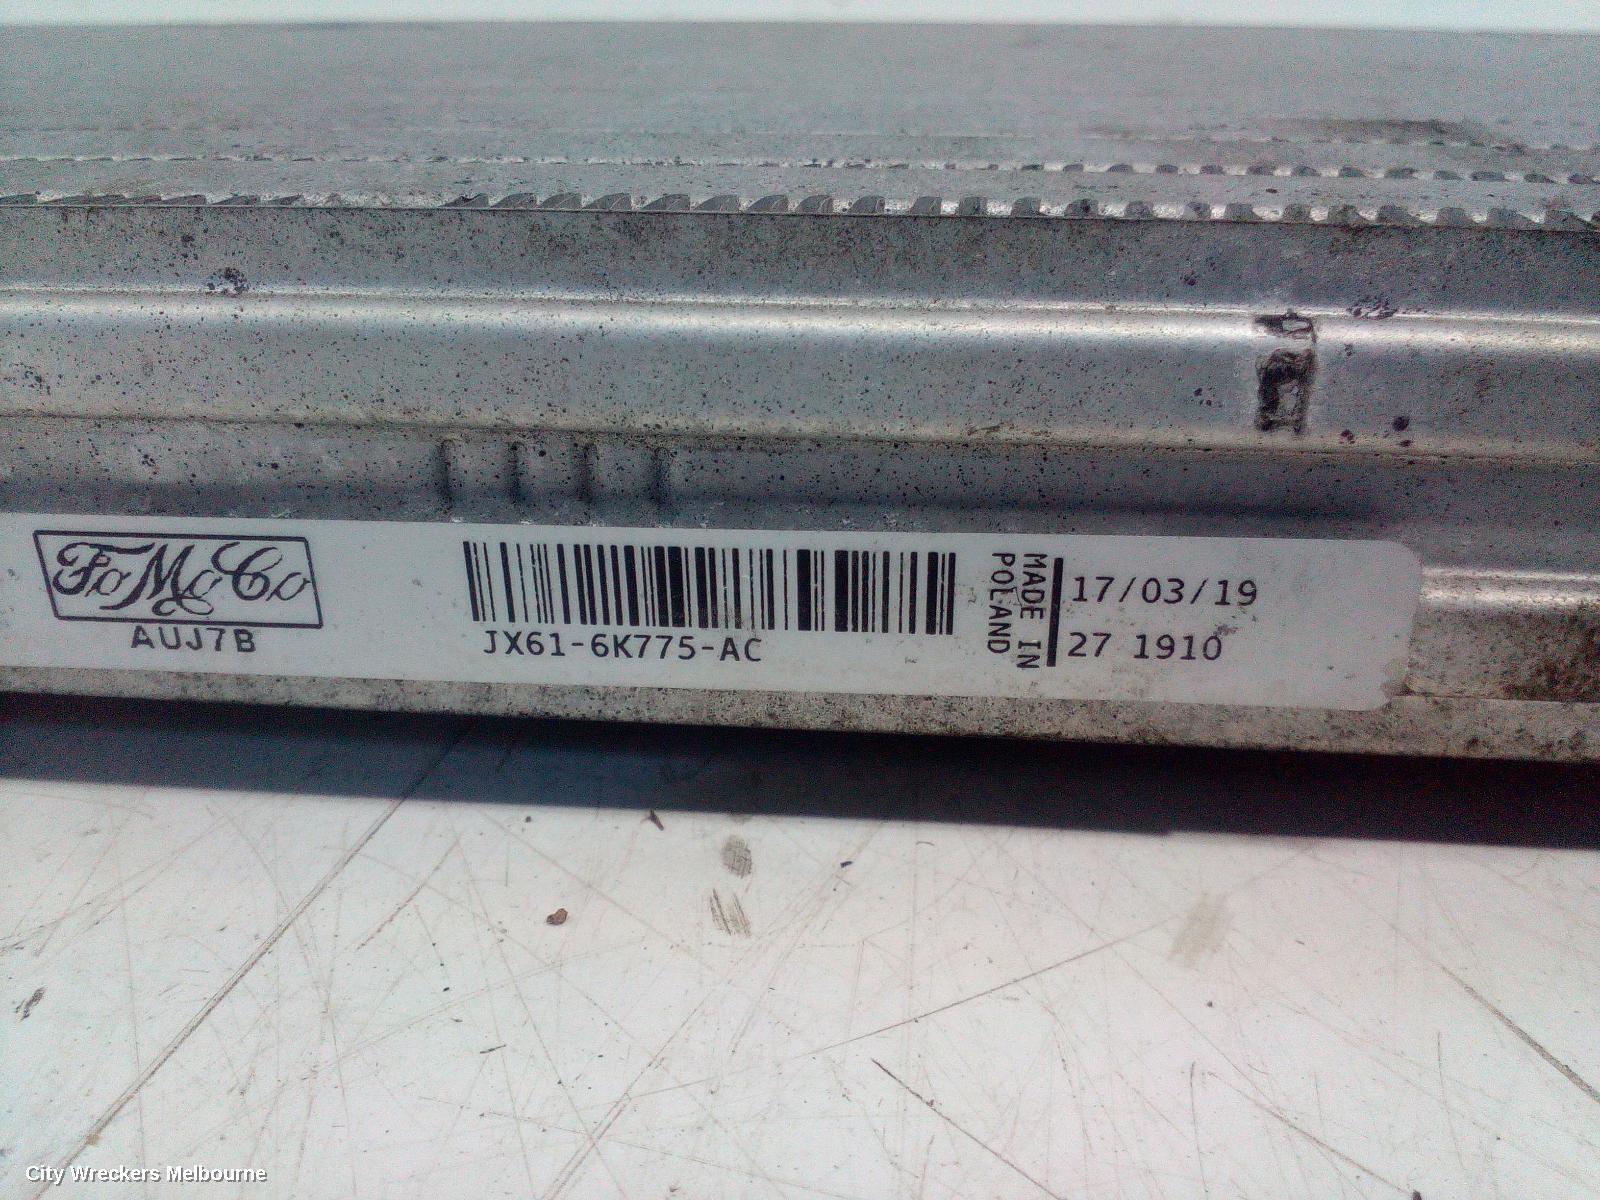 FoMoCo
AUJ7B
JX61-6K775-AC
MADE IN
POLAND
17/03/19
27 1910
City Wreckers Melbourne